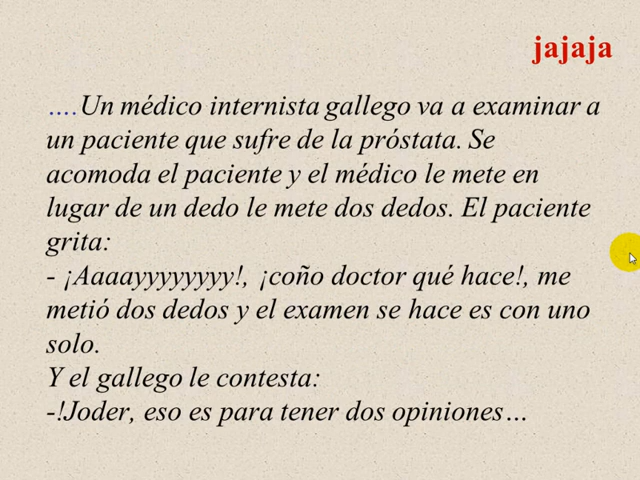 jajaja
....Un médico internista gallego va a examinar a
un paciente que sufre de la próstata. Se
acomoda el paciente y el médico le mete en
lugar de un dedo le mete dos dedos. El paciente
grita:
- ¡Aaaayyyyyyyy!, ¡coño doctor qué hace!, me
metió dos dedos y el examen se hace es con uno
solo.
Y el gallego le contesta:
-!Joder, eso es para tener dos opiniones…